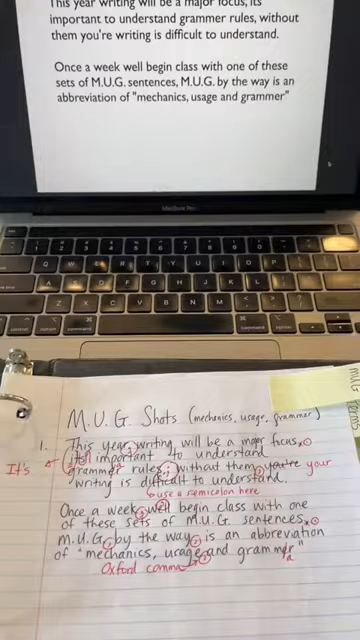 This year writing will be a major focus, its
important to understand grammer rules, without
them you're writing is difficult to understand.
Once a week well begin class with one of these
sets of M.U.G. sentences, M.U.G. by the way is an
abbreviation of "mechanics, usage and grammer"
MacBook Pro
M.U.G. Shots (mechanics, usage, grammer)
M.U.G.
1. This year, writing, will be a major focus,
It's or its important to understand
grammer rules; without them, you're your
writing is difficult to understand.
use a semicolon here
Once a week, we'll begin class with one
of these sets of M.U.G. sentences,
M.U.G, by the way, is an abbreviation
of "mechanics, usage, and grammer"
a
Oxford comma